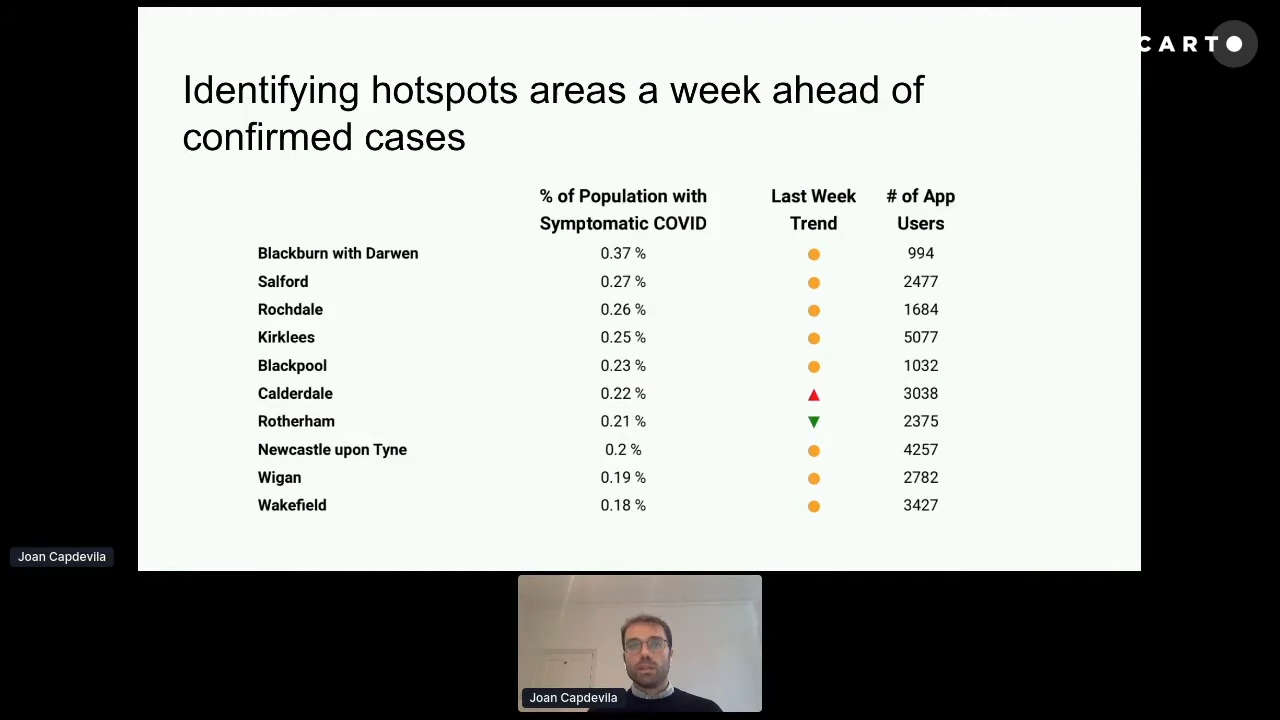 CARTO
Identifying hotspots areas a week ahead of
confirmed cases
% of Population with Symptomatic COVID
Last Week Trend
# of App Users
Blackburn with Darwen 0.37 % 994
Salford 0.27 % 2477
Rochdale 0.26 % 1684
Kirklees 0.25 % 5077
Blackpool 0.23 % 1032
Calderdale 0.22 % 3038
Rotherham 0.21 % 2375
Newcastle upon Tyne 0.2 % 4257
Wigan 0.19 % 2782
Wakefield 0.18 % 3427
Joan Capdevila
Joan Capdevila